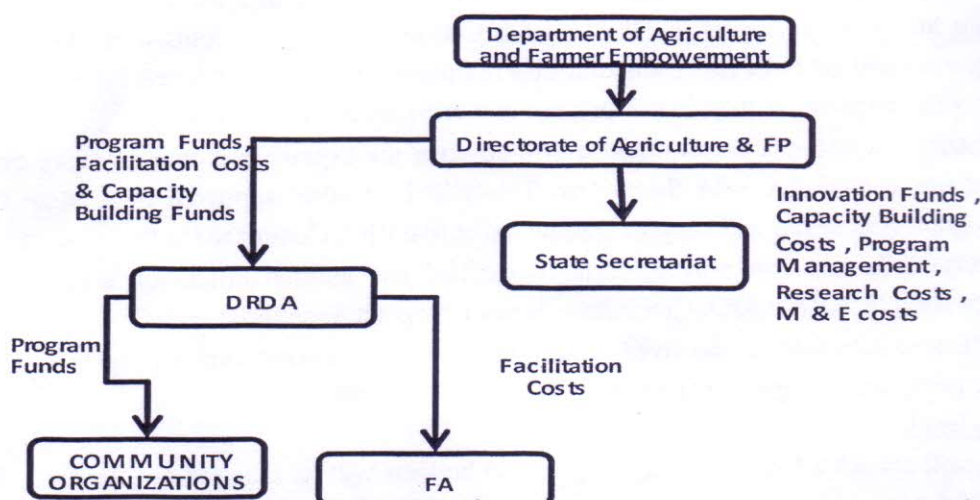 Department of Agriculture
and Farmer Empowerment
Directorate of Agriculture & FP
Program Funds ,
Facilitation Costs
& Capacity
Building Funds
Innovation Funds ,
Capacity Building
Costs , Program
Management ,
Research Costs ,
M & E costs
State Secretariat
DRDA
Program
Funds
Facilitation
Costs
COMMUNITY
ORGANIZATIONS
FA